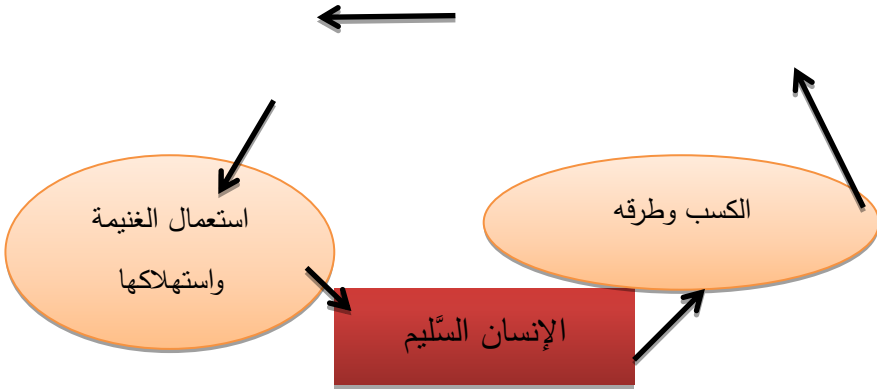 الكسب وطرقه
استعمال الغنيمة
واستهلاكها
الإنسان السَّليم